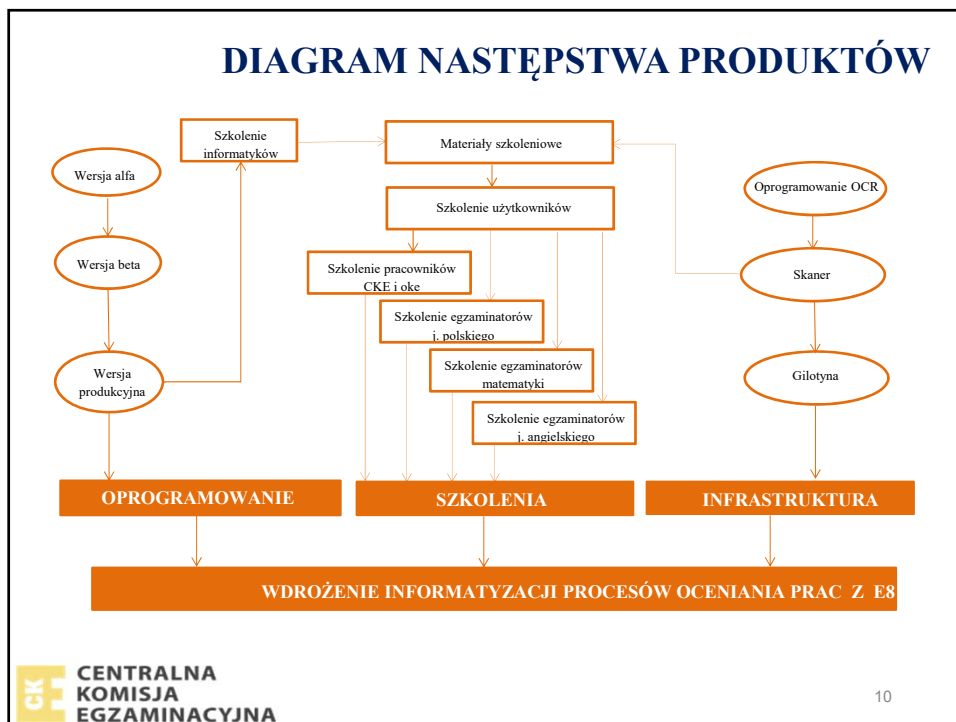 DIAGRAM NASTĘPSTWA PRODUKTÓW
Szkolenie
informatyków
Materiały szkoleniowe
Wersja alfa
Oprogramowanie OCR
Szkolenie użytkowników
Wersja beta
Szkolenie pracowników
CKE i oke
Skaner
Szkolenie egzaminatorów
j. polskiego
Wersja
produkcyjna
Szkolenie egzaminatorów
matematyki
Gilotyna
Szkolenie egzaminatorów
j. angielskiego
OPROGRAMOWANIE
SZKOLENIA
INFRASTRUKTURA
WDROŻENIE INFORMATYZACJI PROCESÓW OCENIANIA PRAC Z E8
CKE
CENTRALNA
KOMISJA
EGZAMINACYJNA
10